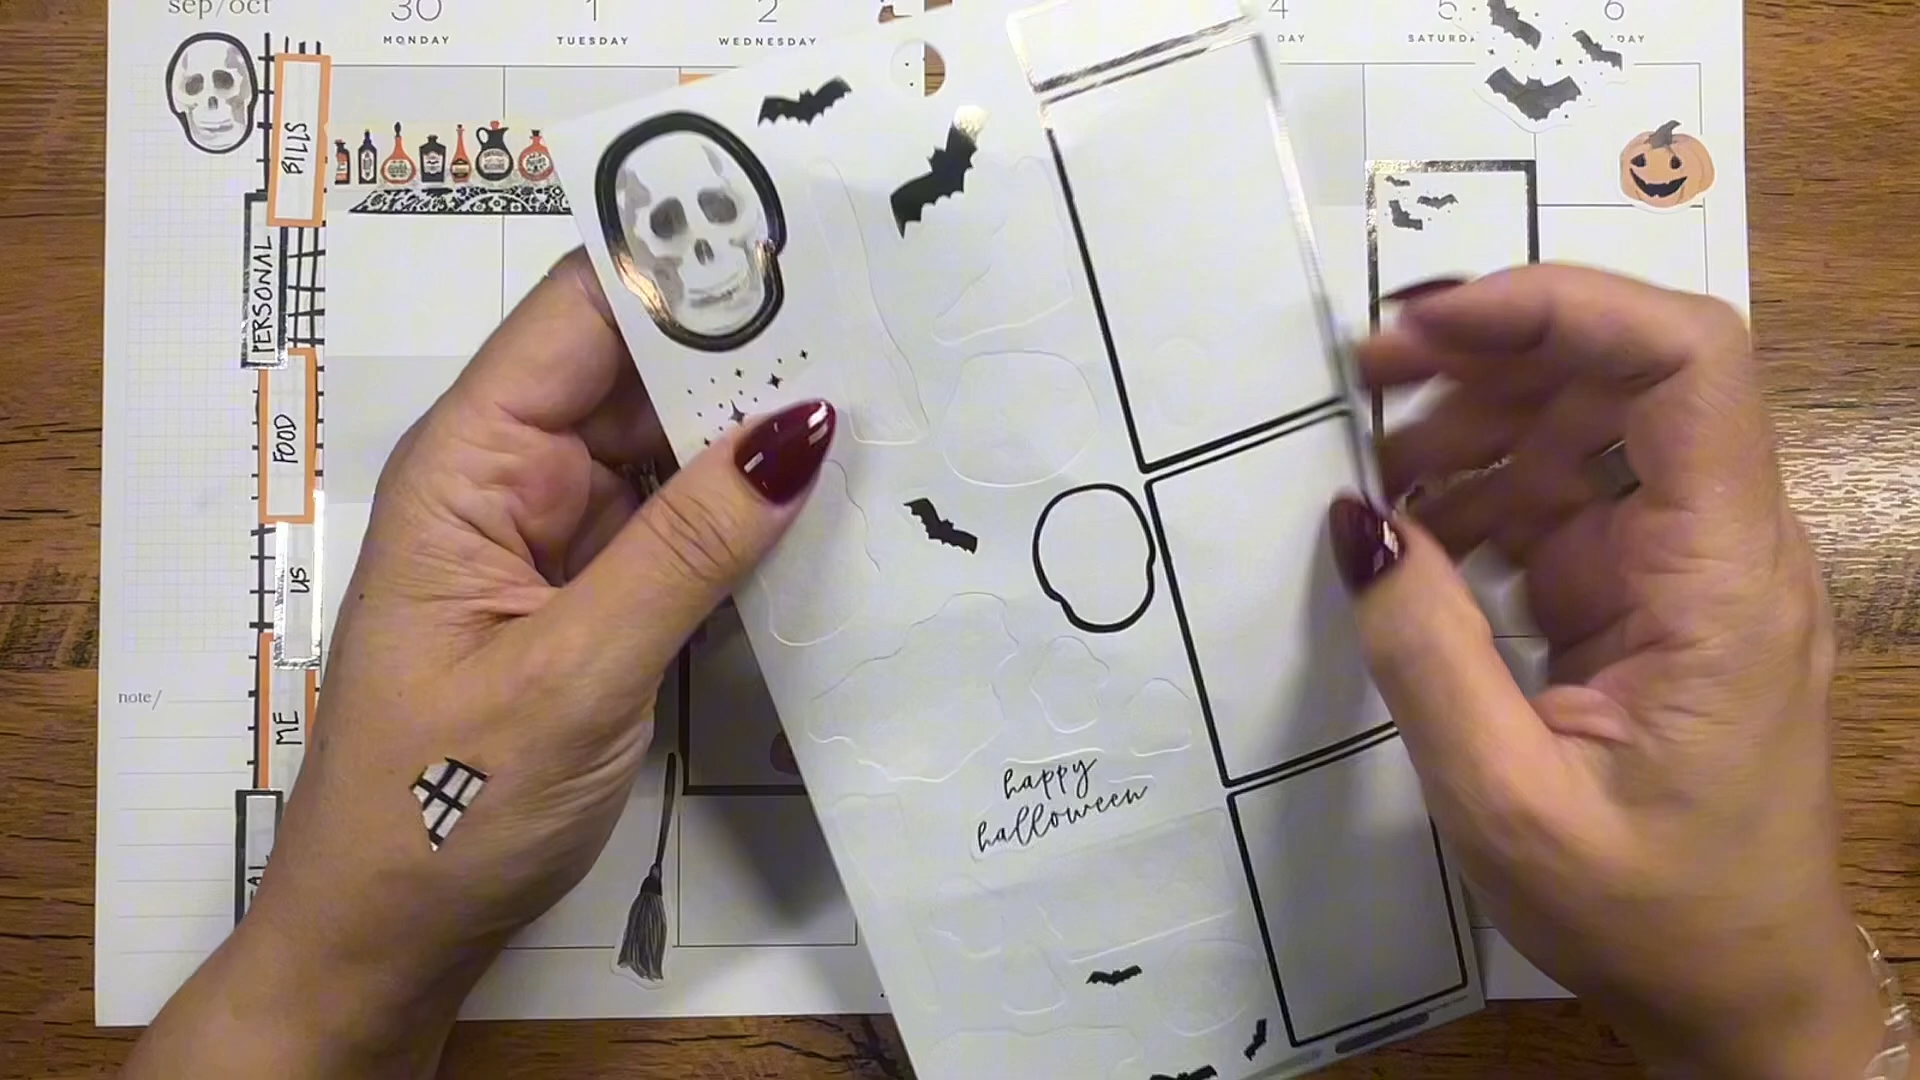 sep/oct
30
1
2
4
5
6
MONDAY
TUESDAY
WEDNESDAY
DAY
SATURDA
DAY
BILLS
PERSONAL
FOOD
US
ME
note/
happy
halloween